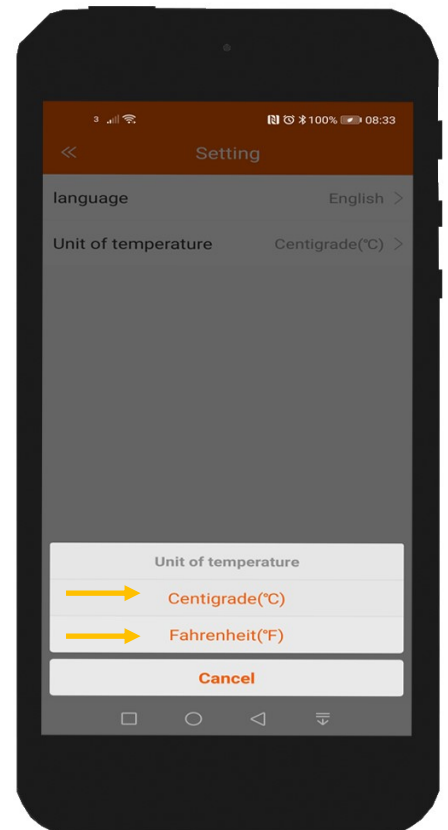 3 100% 08:33
Setting
language English
Unit of temperature Centigrade(℃)
Unit of temperature
Centigrade(℃)
Fahrenheit(℉)
Cancel